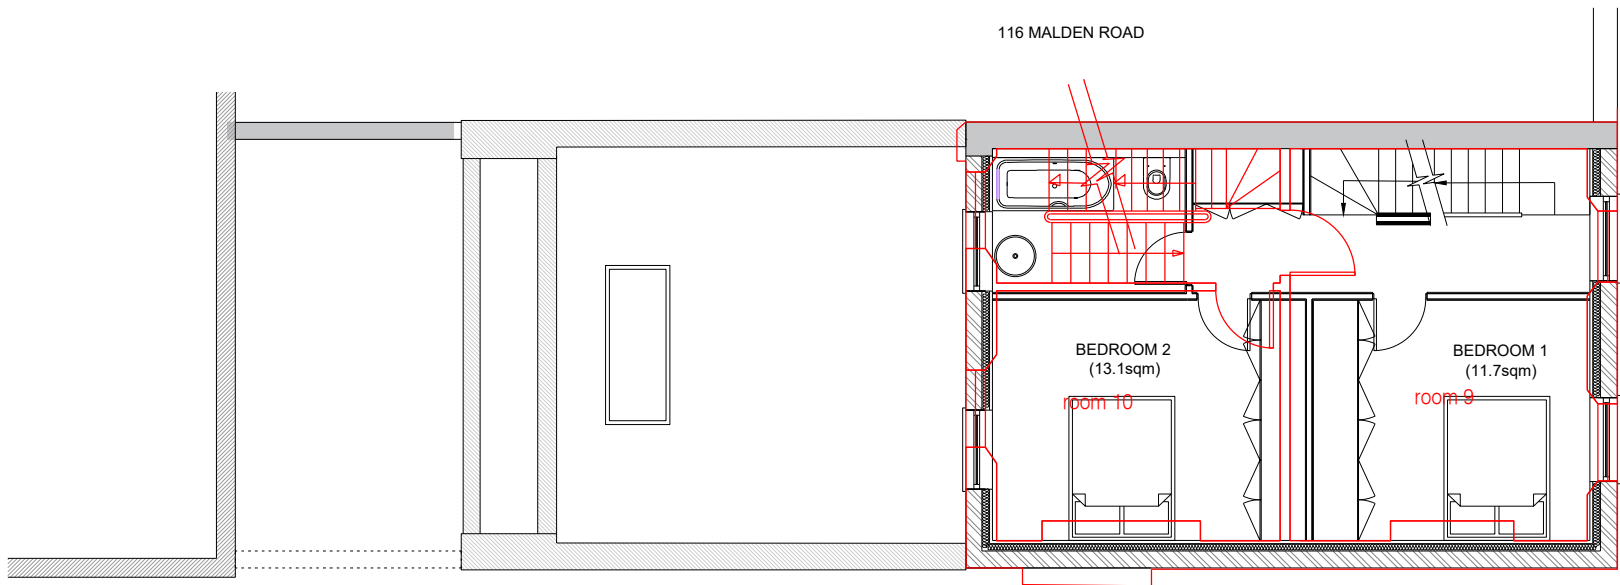 116 MALDEN ROAD
BEDROOM 2
(13.1sqm)
room 10
BEDROOM 1
(11.7sqm)
room 9